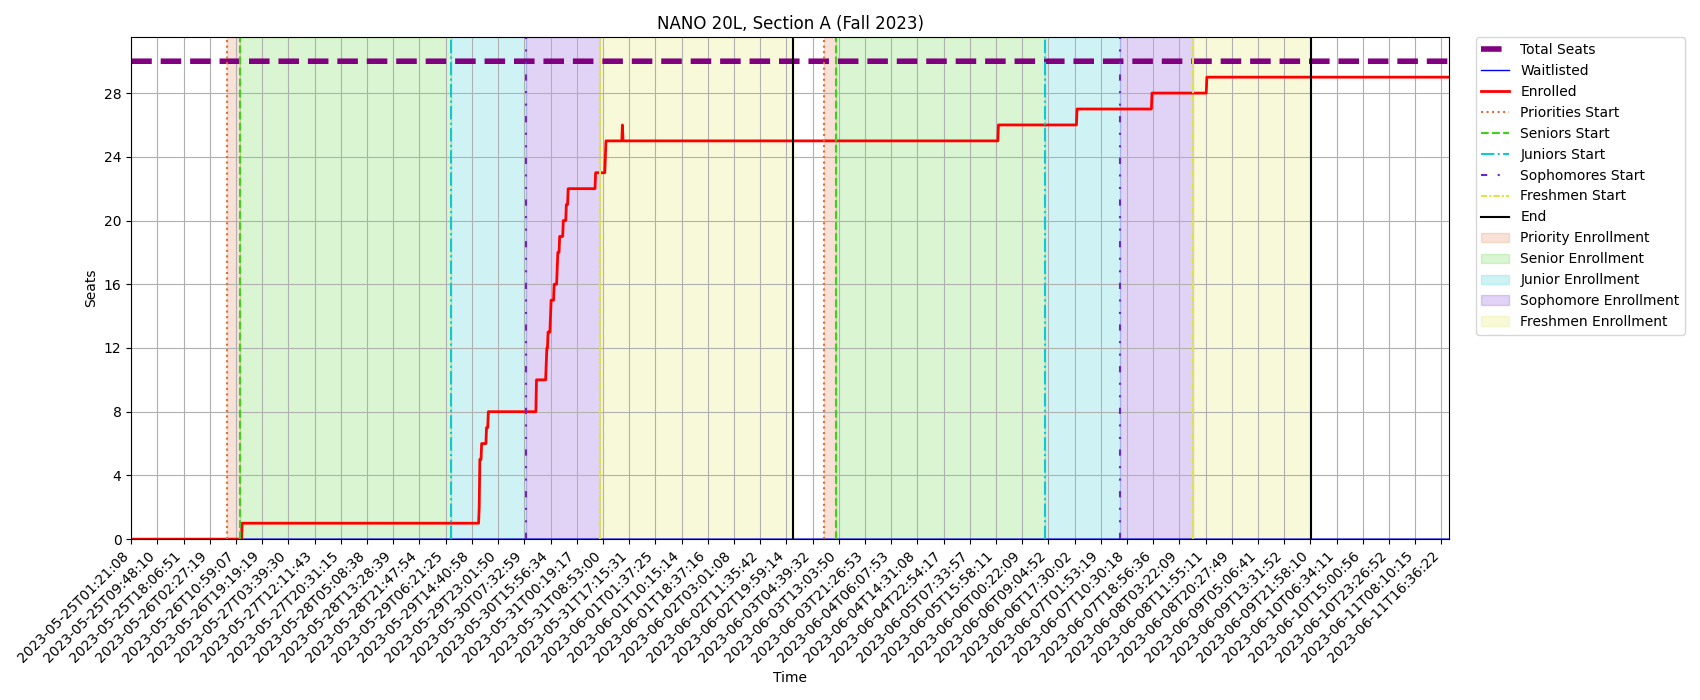 NANO 20L, Section A (Fall 2023)
Total Seats
Waitlisted
Enrolled
Priorities Start
Seniors Start
Juniors Start
Sophomores Start
Freshmen Start
End
Priority Enrollment
Senior Enrollment
Junior Enrollment
Sophomore Enrollment
Freshmen Enrollment
Seats
28
24
20
16
12
8
4
0
2023-05-25T01:21:08
2023-05-25T09:48:10
2023-05-25T18:06:51
2023-05-26T02:27:19
2023-05-26T10:59:07
2023-05-26T19:19:19
2023-05-27T03:39:30
2023-05-27T12:11:43
2023-05-27T20:31:15
2023-05-28T05:08:38
2023-05-28T13:28:39
2023-05-28T21:47:54
2023-05-29T06:21:25
2023-05-29T14:40:58
2023-05-29T23:01:50
2023-05-30T07:32:59
2023-05-30T15:56:34
2023-05-31T00:19:17
2023-05-31T08:53:00
2023-05-31T17:15:31
2023-06-01T01:37:25
2023-06-01T10:15:14
2023-06-01T18:37:16
2023-06-02T03:01:08
2023-06-02T11:35:42
2023-06-02T19:59:14
2023-06-03T04:39:32
2023-06-03T13:03:50
2023-06-03T21:26:53
2023-06-04T06:07:53
2023-06-04T14:31:08
2023-06-04T22:54:17
2023-06-05T07:33:57
2023-06-05T15:58:11
2023-06-06T00:22:09
2023-06-06T09:04:52
2023-06-06T17:30:02
2023-06-07T01:53:19
2023-06-07T10:30:18
2023-06-07T18:56:36
2023-06-08T03:22:09
2023-06-08T11:55:11
2023-06-08T20:27:49
2023-06-09T05:06:41
2023-06-09T13:31:52
2023-06-09T21:58:10
2023-06-10T06:34:11
2023-06-10T15:00:56
2023-06-10T23:26:52
2023-06-11T08:10:15
2023-06-11T16:36:22
Time